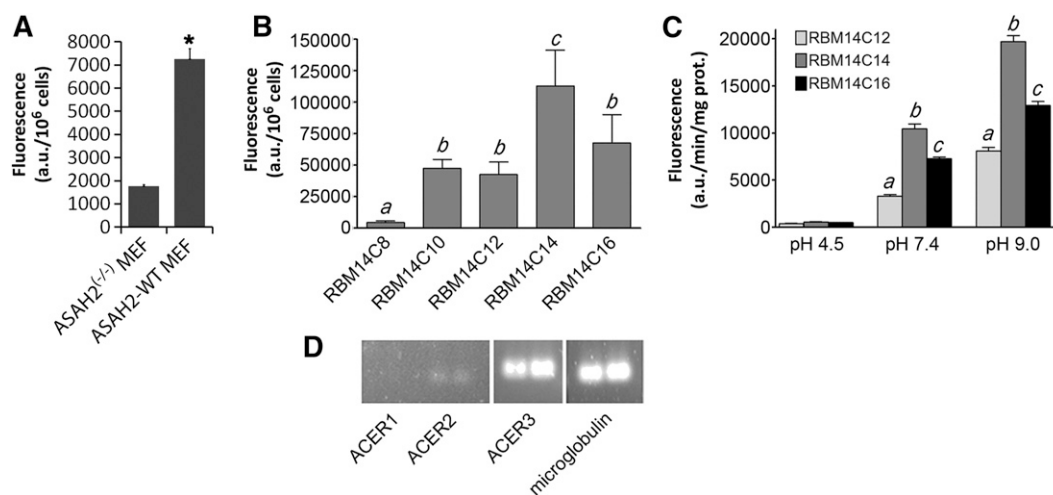 A
Fluorescence
(a.u./10⁶ cells)
8000
7000
6000
5000
4000
3000
2000
1000
0
*
ASAH2(-/-) MEF
ASAH2-WT MEF
B
Fluorescence
(a.u./10⁶ cells)
150000
125000
100000
75000
50000
25000
0
a
b
b
c
b
RBM14C8
RBM14C10
RBM14C12
RBM14C14
RBM14C16
C
Fluorescence
(a.u./min/mg prot.)
20000
15000
10000
5000
0
RBM14C12
RBM14C14
RBM14C16
a
b
c
a
b
c
pH 4.5
pH 7.4
pH 9.0
D
ACER1
ACER2
ACER3
microglobulin